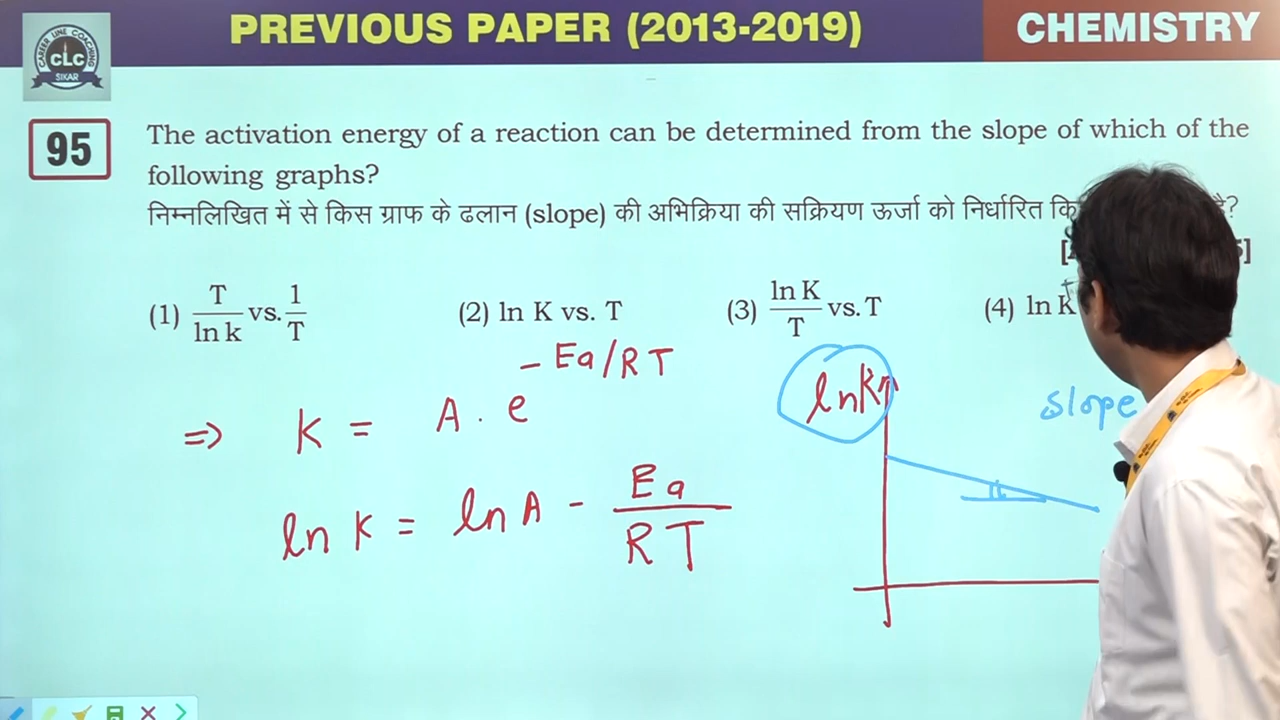 PREVIOUS PAPER (2013-2019)
CHEMISTRY
CAREER LINE COACHING
CLC
SIKAR
95
The activation energy of a reaction can be determined from the slope of which of the
following graphs?
निम्नलिखित में से किस ग्राफ के ढलान (slope) की अभिक्रिया की सक्रियण ऊर्जा को निर्धारित है?
(1) T/ln k vs. 1/T (2) ln K vs. T (3) ln K/T vs. T (4) ln K
⇒ K = A . e^(- Ea/RT)
ln K = ln A - Ea/RT
ln K
slope